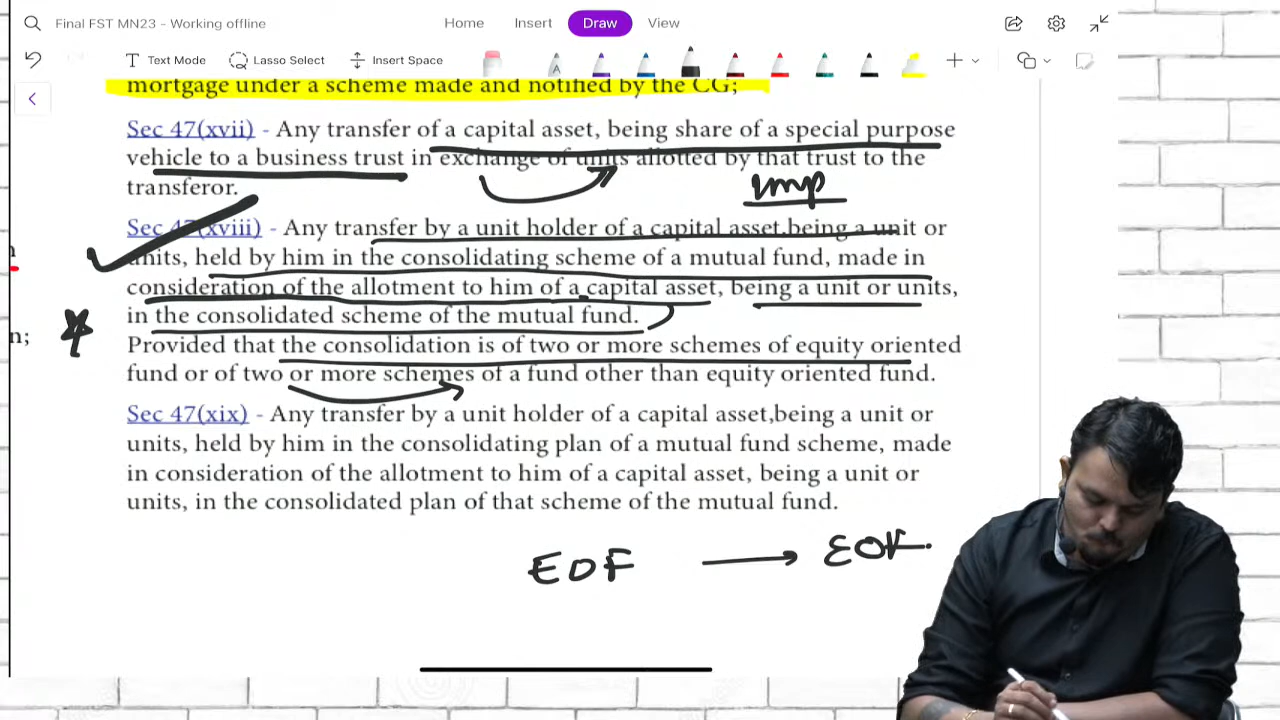 Final FST MN23 - Working offline
Home Insert Draw View
Text Mode Lasso Select Insert Space
mortgage under a scheme made and notified by the CG;
Sec 47(xvii) - Any transfer of a capital asset, being share of a special purpose
vehicle to a business trust in exchange of units allotted by that trust to the
transferor.
Imp
Sec 47(xviii) - Any transfer by a unit holder of a capital asset,being a unit or
units, held by him in the consolidating scheme of a mutual fund, made in
consideration of the allotment to him of a capital asset, being a unit or units,
in the consolidated scheme of the mutual fund.
n;
Provided that the consolidation is of two or more schemes of equity oriented
fund or of two or more schemes of a fund other than equity oriented fund.
Sec 47(xix) - Any transfer by a unit holder of a capital asset,being a unit or
units, held by him in the consolidating plan of a mutual fund scheme, made
in consideration of the allotment to him of a capital asset, being a unit or
units, in the consolidated plan of that scheme of the mutual fund.
EOF → EOF